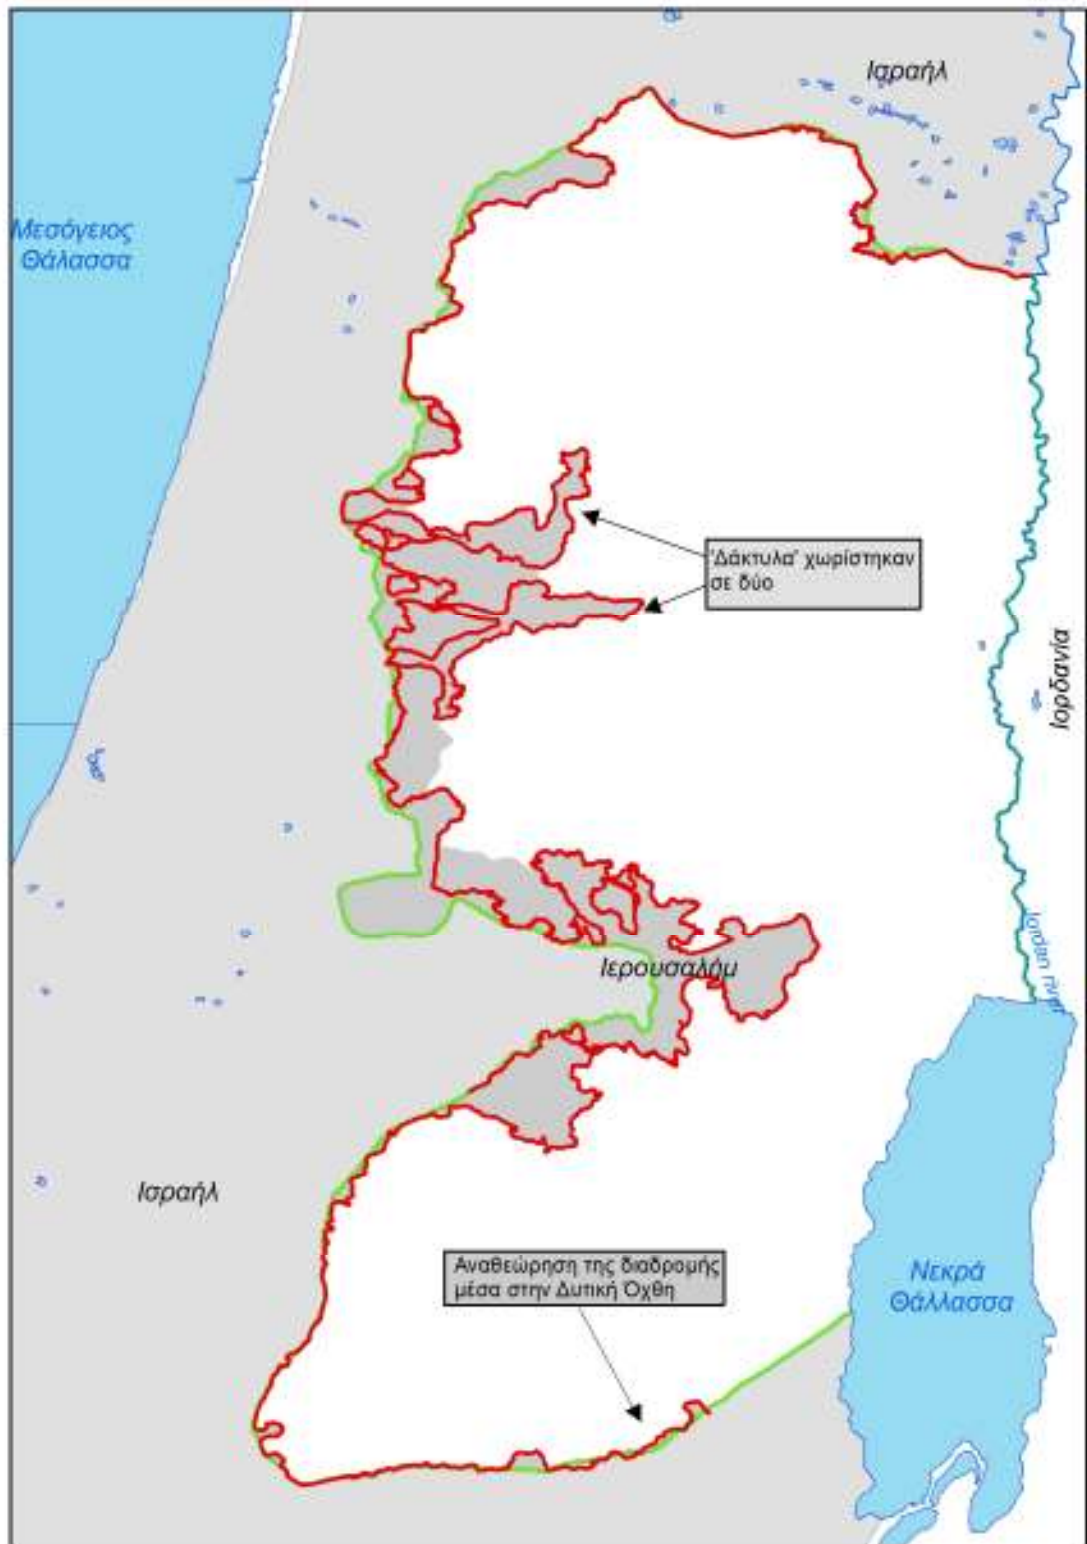 Ισραήλ
Μεσόγειος
Θάλασσα
'Δάκτυλα' χωρίστηκαν
σε δύο
Ιορδανία
Jordan river
Ιερουσαλήμ
Ισραήλ
Αναθεώρηση της διαδρομής
μέσα στην Δυτική Όχθη
Νεκρά
Θάλλασσα